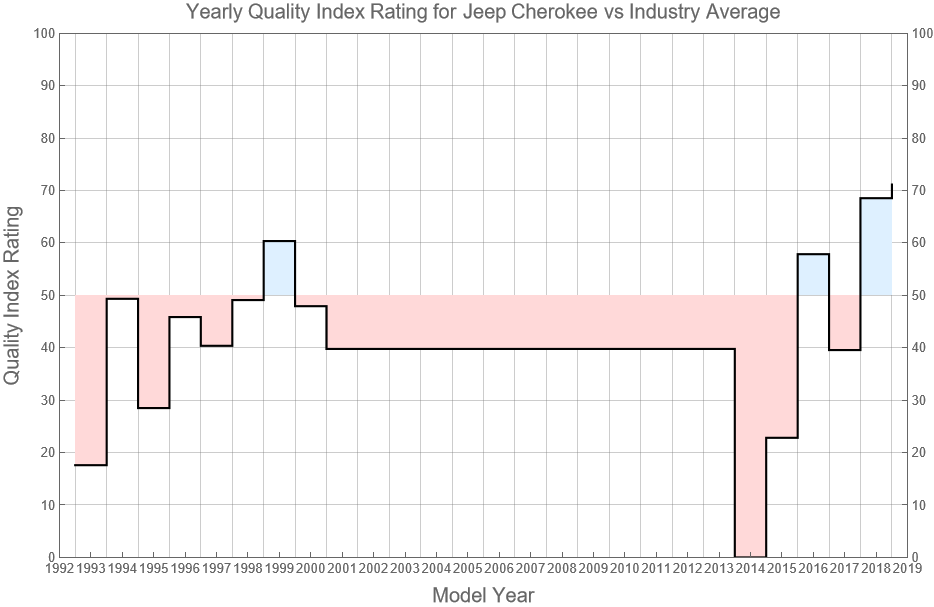 Yearly Quality Index Rating for Jeep Cherokee vs Industry Average
100 100
90 90
80 80
70 70
60 60
50 50
40 40
30 30
20 20
10 10
0 0
Quality Index Rating
1992 1993 1994 1995 1996 1997 1998 1999 2000 2001 2002 2003 2004 2005 2006 2007 2008 2009 2010 2011 2012 2013 2014 2015 2016 2017 2018 2019
Model Year